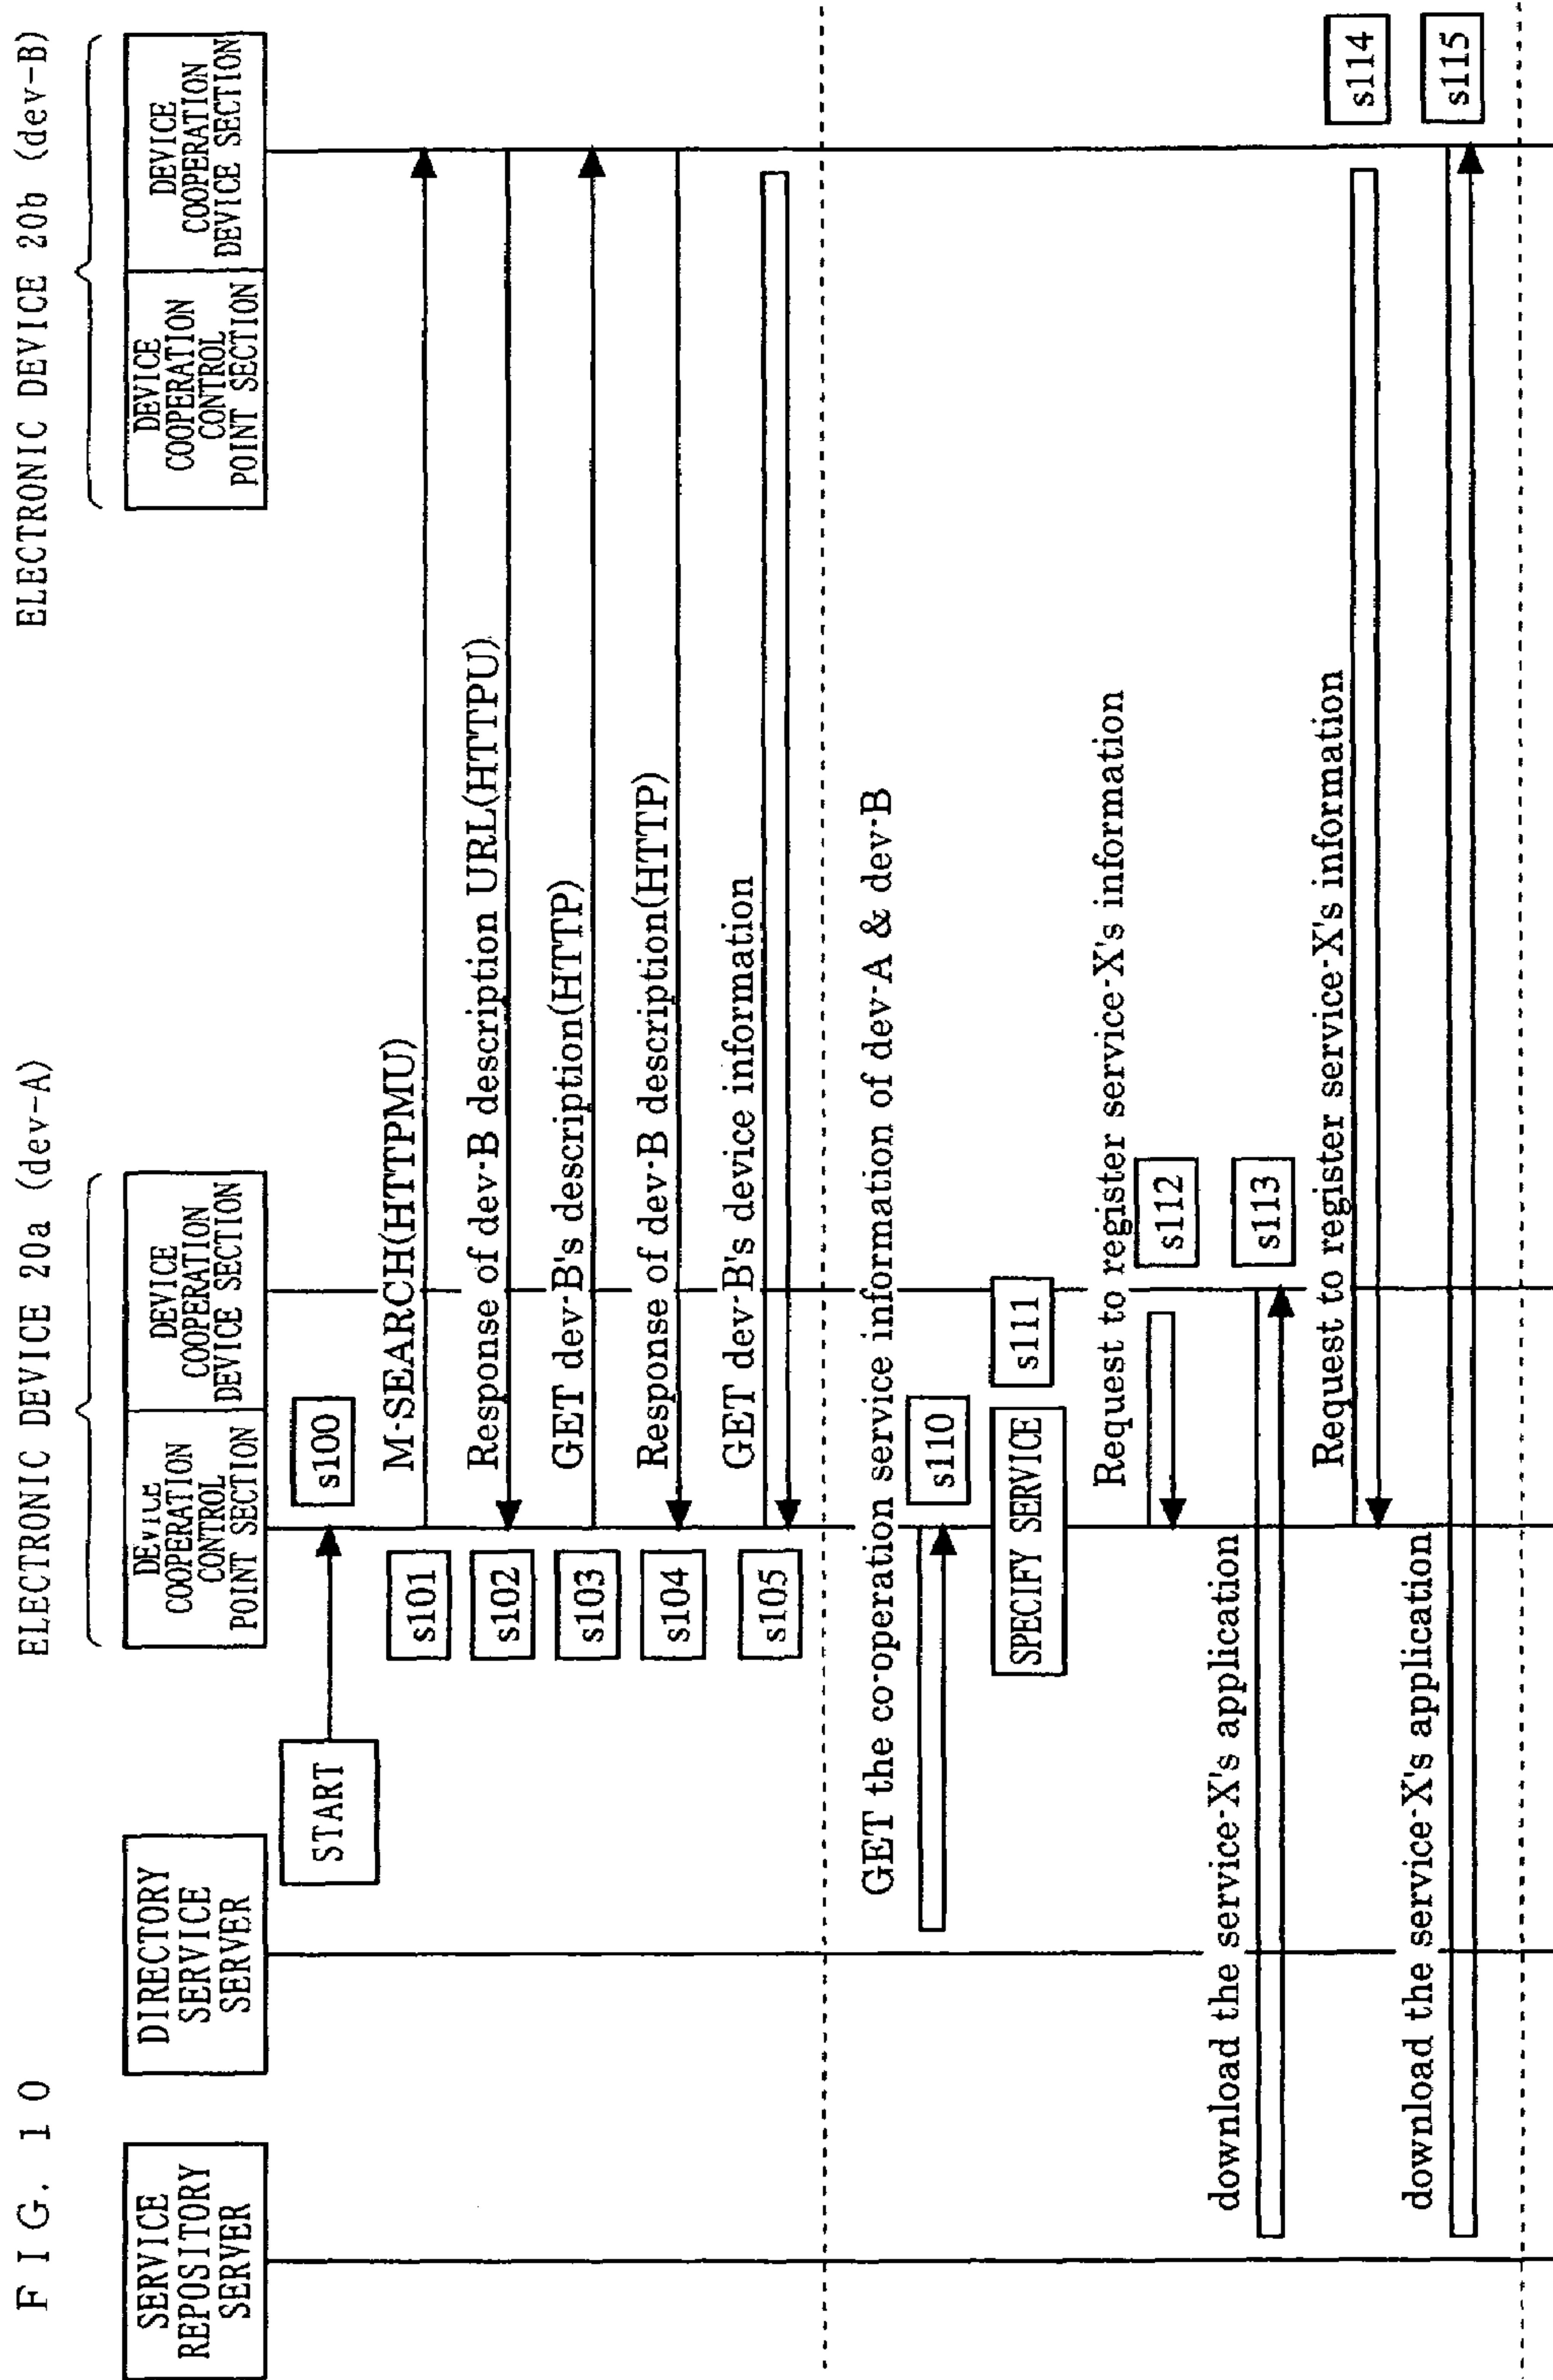 FIG. 10
ELECTRONIC DEVICE 20a (dev-A)
ELECTRONIC DEVICE 20b (dev-B)
SERVICE
REPOSITORY
SERVER
DIRECTORY
SERVICE
SERVER
DEVICE
COOPERATION
CONTROL
POINT SECTION
DEVICE
COOPERATION
DEVICE SECTION
DEVICE
COOPERATION
CONTROL
POINT SECTION
DEVICE
COOPERATION
DEVICE SECTION
START
s100
s101
M-SEARCH(HTTPMU)
s102
Response of dev-B description URL(HTTPU)
s103
GET dev-B's description(HTTP)
s104
Response of dev-B description(HTTP)
s105
GET dev-B's device information
GET the co-operation service information of dev-A & dev-B
s110
SPECIFY SERVICE
s111
Request to register service-X's information
s112
download the service-X's application
s113
Request to register service-X's information
s114
download the service-X's application
s115